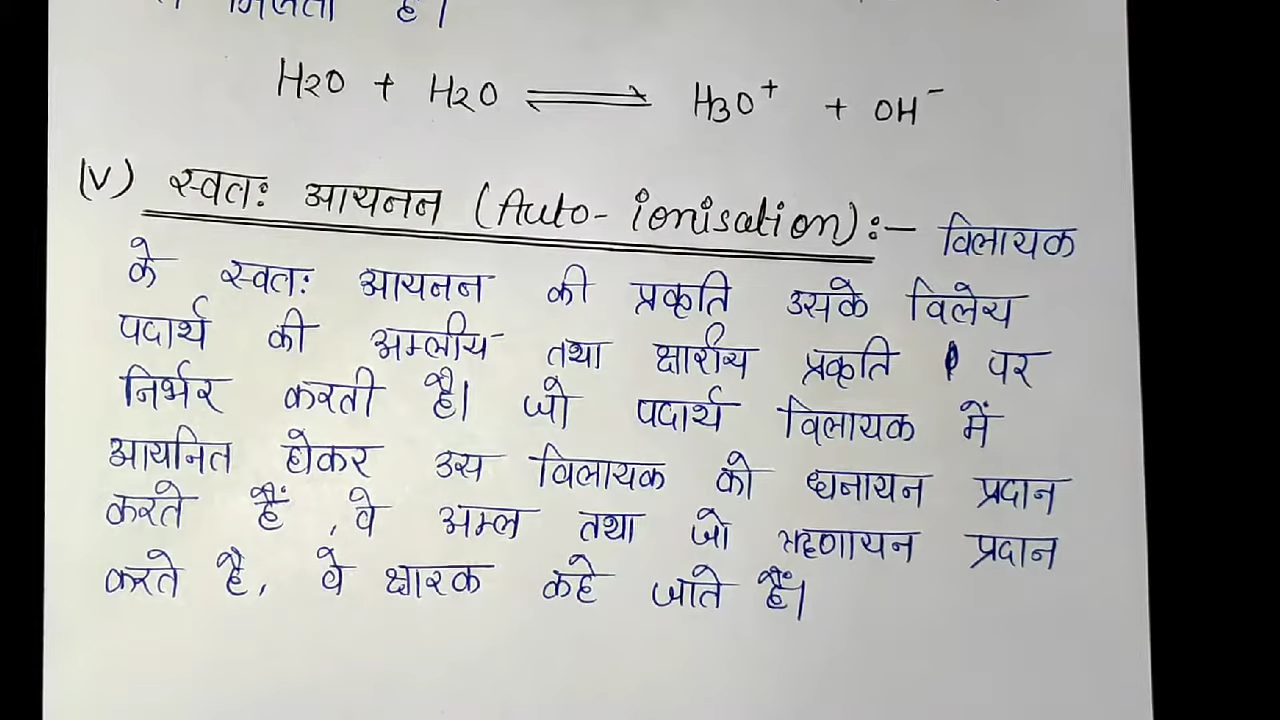 मिलता है।
H2O + H2O ⇌ H3O⁺ + OH⁻
(V) स्वतः आयनन (Auto-ionisation):- विलायक
के स्वतः आयनन की प्रकृति उसके विलेय
पदार्थ की अम्लीय तथा क्षारीय प्रकृति पर
निर्भर करती है। जो पदार्थ विलायक में
आयनित होकर उस विलायक को धनायन प्रदान
करते हैं, वे अम्ल तथा जो ऋणायन प्रदान
करते है, वे क्षारक कहे जाते हैं।